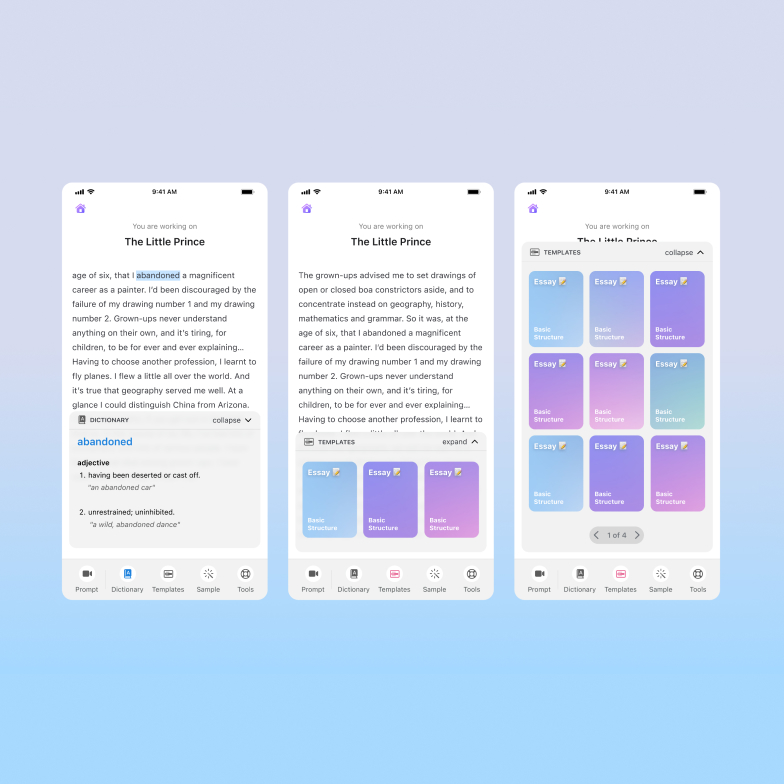 9:41 AM
You are working on
The Little Prince
age of six, that I abandoned a magnificent
career as a painter. I'd been discouraged by the
failure of my drawing number 1 and my drawing
number 2. Grown-ups never understand
anything on their own, and it's tiring, for
children, to be for ever and ever explaining...
Having to choose another profession, I learnt to
fly planes. I flew a little all over the world. And
it's true that geography served me well. At a
glance I could distinguish China from Arizona.
DICTIONARY
collapse
abandoned
adjective
1. having been deserted or cast off.
"an abandoned car"
2. unrestrained; uninhibited.
"a wild, abandoned dance"
Prompt
Dictionary
Templates
Sample
Tools
9:41 AM
You are working on
The Little Prince
The grown-ups advised me to set drawings of
open or closed boa constrictors aside, and to
concentrate instead on geography, history,
mathematics and grammar. So it was, at the
age of six, that I abandoned a magnificent
career as a painter. I'd been discouraged by the
failure of my drawing number 1 and my drawing
number 2. Grown-ups never understand
anything on their own, and it's tiring, for
children, to be for ever and ever explaining...
Having to choose another profession, I learnt to
TEMPLATES
expand
Essay 📝
Basic
Structure
Essay 📝
Basic
Structure
Essay 📝
Basic
Structure
Prompt
Dictionary
Templates
Sample
Tools
9:41 AM
You are working on
The Little Prince
TEMPLATES
collapse
Essay 📝
Basic
Structure
Essay 📝
Basic
Structure
Essay 📝
Basic
Structure
Essay 📝
Basic
Structure
Essay 📝
Basic
Structure
Essay 📝
Basic
Structure
Essay 📝
Basic
Structure
Essay 📝
Basic
Structure
Essay 📝
Basic
Structure
1 of 4
Prompt
Dictionary
Templates
Sample
Tools